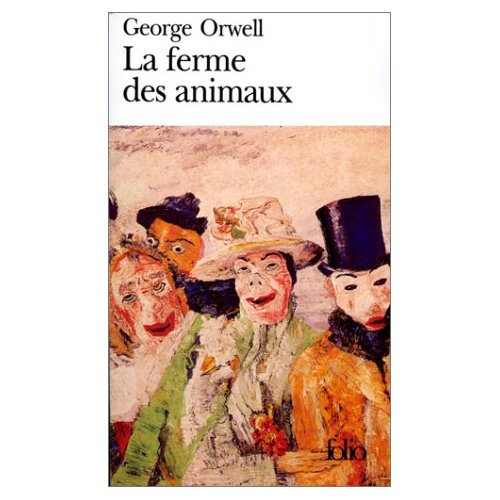 George Orwell
La ferme
des animaux
folio